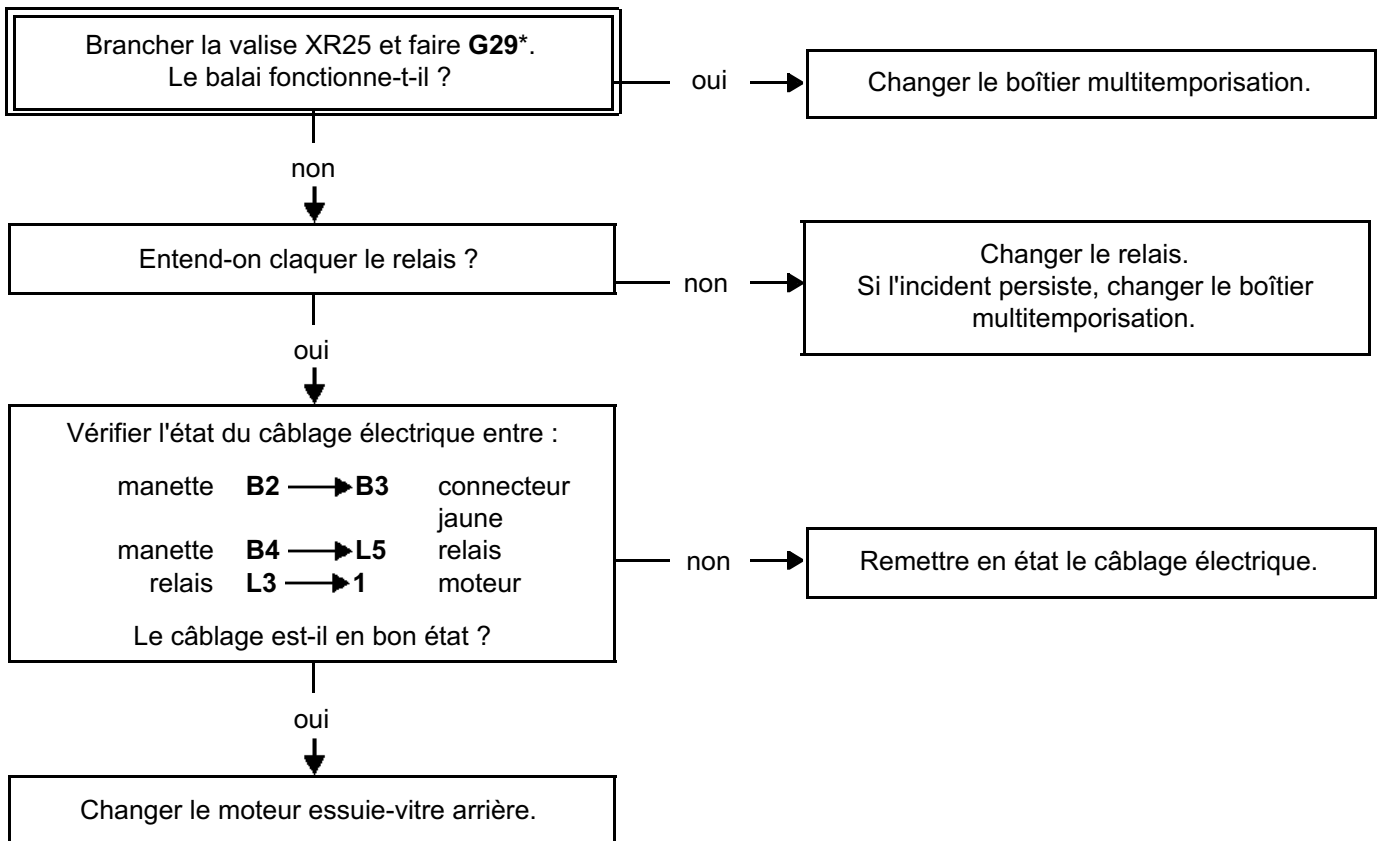 Brancher la valise XR25 et faire G29*.
Le balai fonctionne-t-il ?
oui
Changer le boîtier multitemporisation.
non
Entend-on claquer le relais ?
non
Changer le relais.
Si l'incident persiste, changer le boîtier
multitemporisation.
oui
Vérifier l'état du câblage électrique entre :
manette B2 B3 connecteur
jaune
manette B4 L5 relais
relais L3 1 moteur
Le câblage est-il en bon état ?
non
Remettre en état le câblage électrique.
oui
Changer le moteur essuie-vitre arrière.